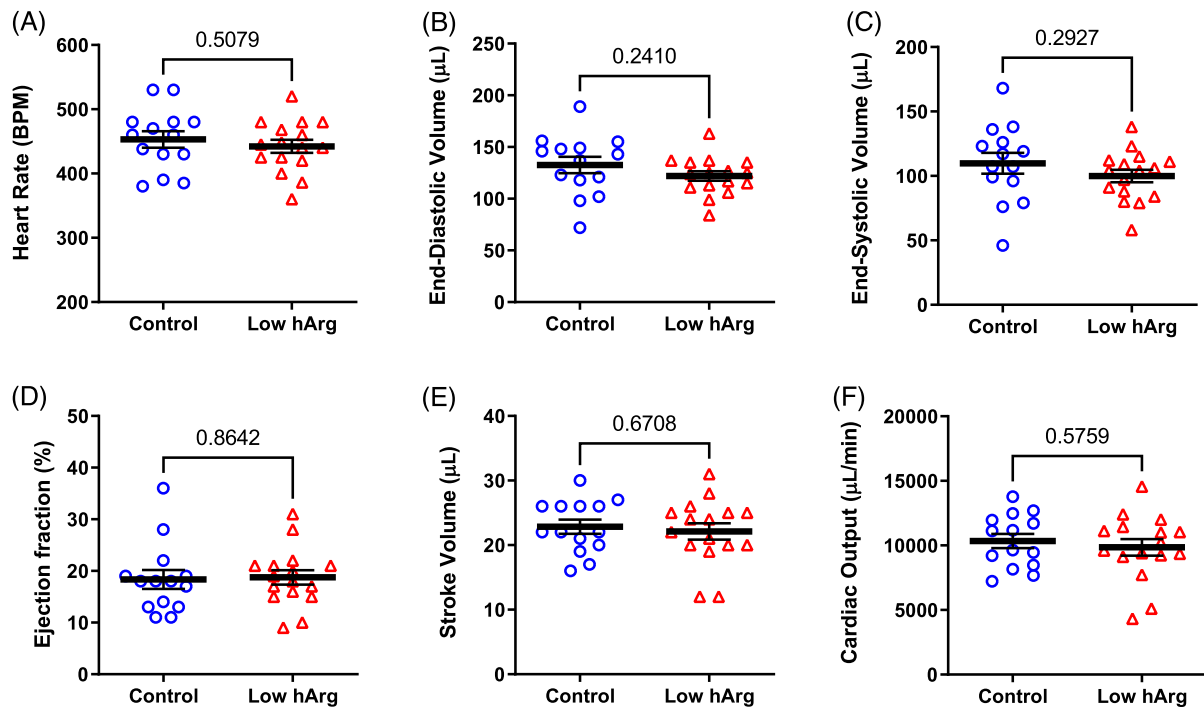 (A)
0.5079
Heart Rate (BPM)
600
500
400
300
200
Control
Low hArg
(B)
0.2410
End-Diastolic Volume (µL)
250
200
150
100
50
0
Control
Low hArg
(C)
0.2927
End-Systolic Volume (µL)
200
150
100
50
0
Control
Low hArg
(D)
0.8642
Ejection fraction (%)
50
40
30
20
10
0
Control
Low hArg
(E)
0.6708
Stroke Volume (µL)
40
30
20
10
0
Control
Low hArg
(F)
0.5759
Cardiac Output (µL/min)
20000
15000
10000
5000
0
Control
Low hArg